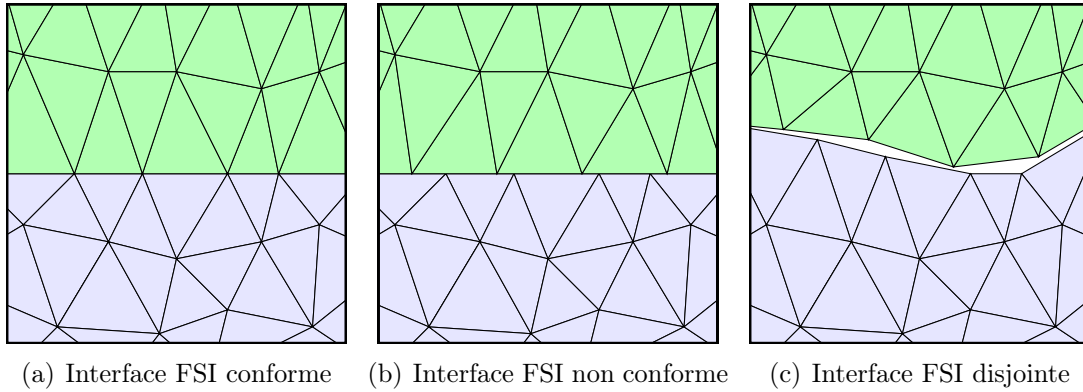 (a) Interface FSI conforme
(b) Interface FSI non conforme
(c) Interface FSI disjointe